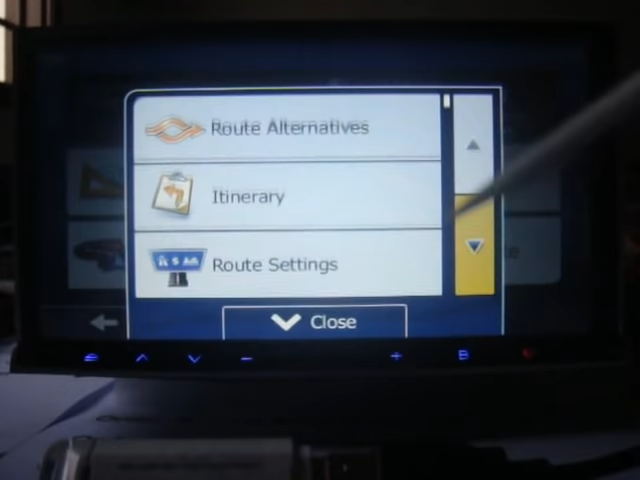 Route Alternatives
Itinerary
Route Settings
Close
B